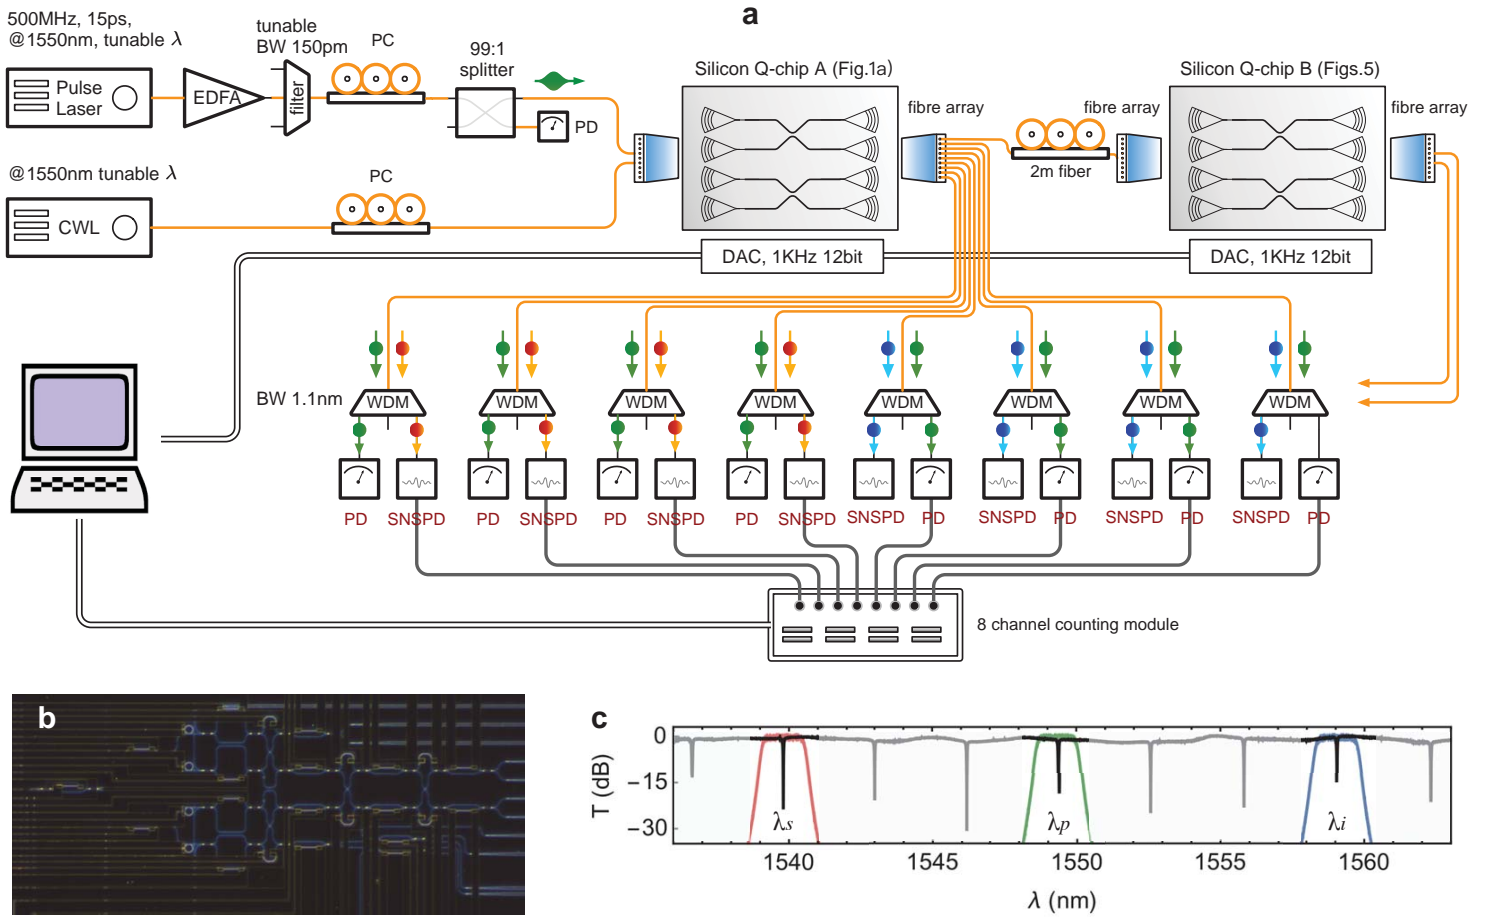 a
500MHz, 15ps,
@1550nm, tunable λ
tunable
BW 150pm
PC
99:1
splitter
Pulse
Laser
EDFA
filter
PD
Silicon Q-chip A (Fig.1a)
fibre array
Silicon Q-chip B (Figs.5)
fibre array
fibre array
2m fiber
@1550nm tunable λ
PC
CWL
DAC, 1KHz 12bit
DAC, 1KHz 12bit
BW 1.1nm
WDM
WDM
WDM
WDM
WDM
WDM
WDM
WDM
PD
SNSPD
PD
SNSPD
PD
SNSPD
PD
SNSPD
SNSPD
PD
SNSPD
PD
SNSPD
PD
SNSPD
PD
8 channel counting module
b
c
T (dB)
0
−15
−30
λs
λp
λi
1540
1545
1550
1555
1560
λ (nm)